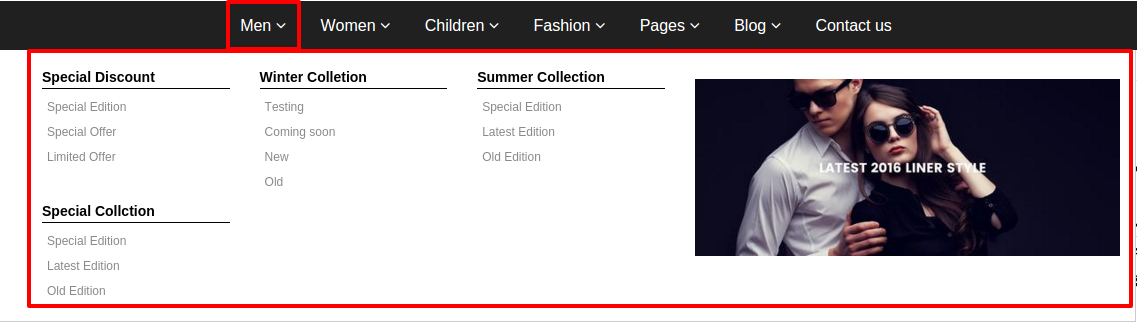 Men Women Children Fashion Pages Blog Contact us
Special Discount
Special Edition
Special Offer
Limited Offer
Special Collction
Special Edition
Latest Edition
Old Edition
Winter Colletion
Testing
Coming soon
New
Old
Summer Collection
Special Edition
Latest Edition
Old Edition
LATEST 2016 LINER STYLE